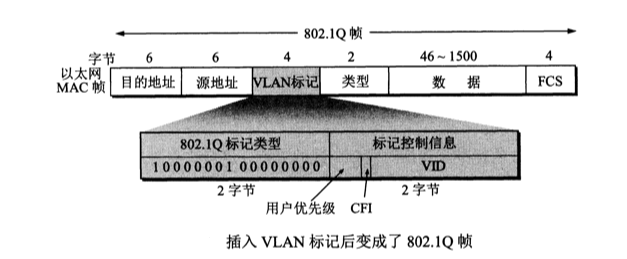 802.1Q 帧
字节 6 6 4 2 46~1500 4
以太网 MAC 帧 目的地址 源地址 VLAN标记 类型 数 据 FCS
802.1Q 标记类型 标记控制信息
10000001 00000000 VID
2 字节 2 字节
用户优先级 CFI
插入 VLAN 标记后变成了 802.1Q 帧